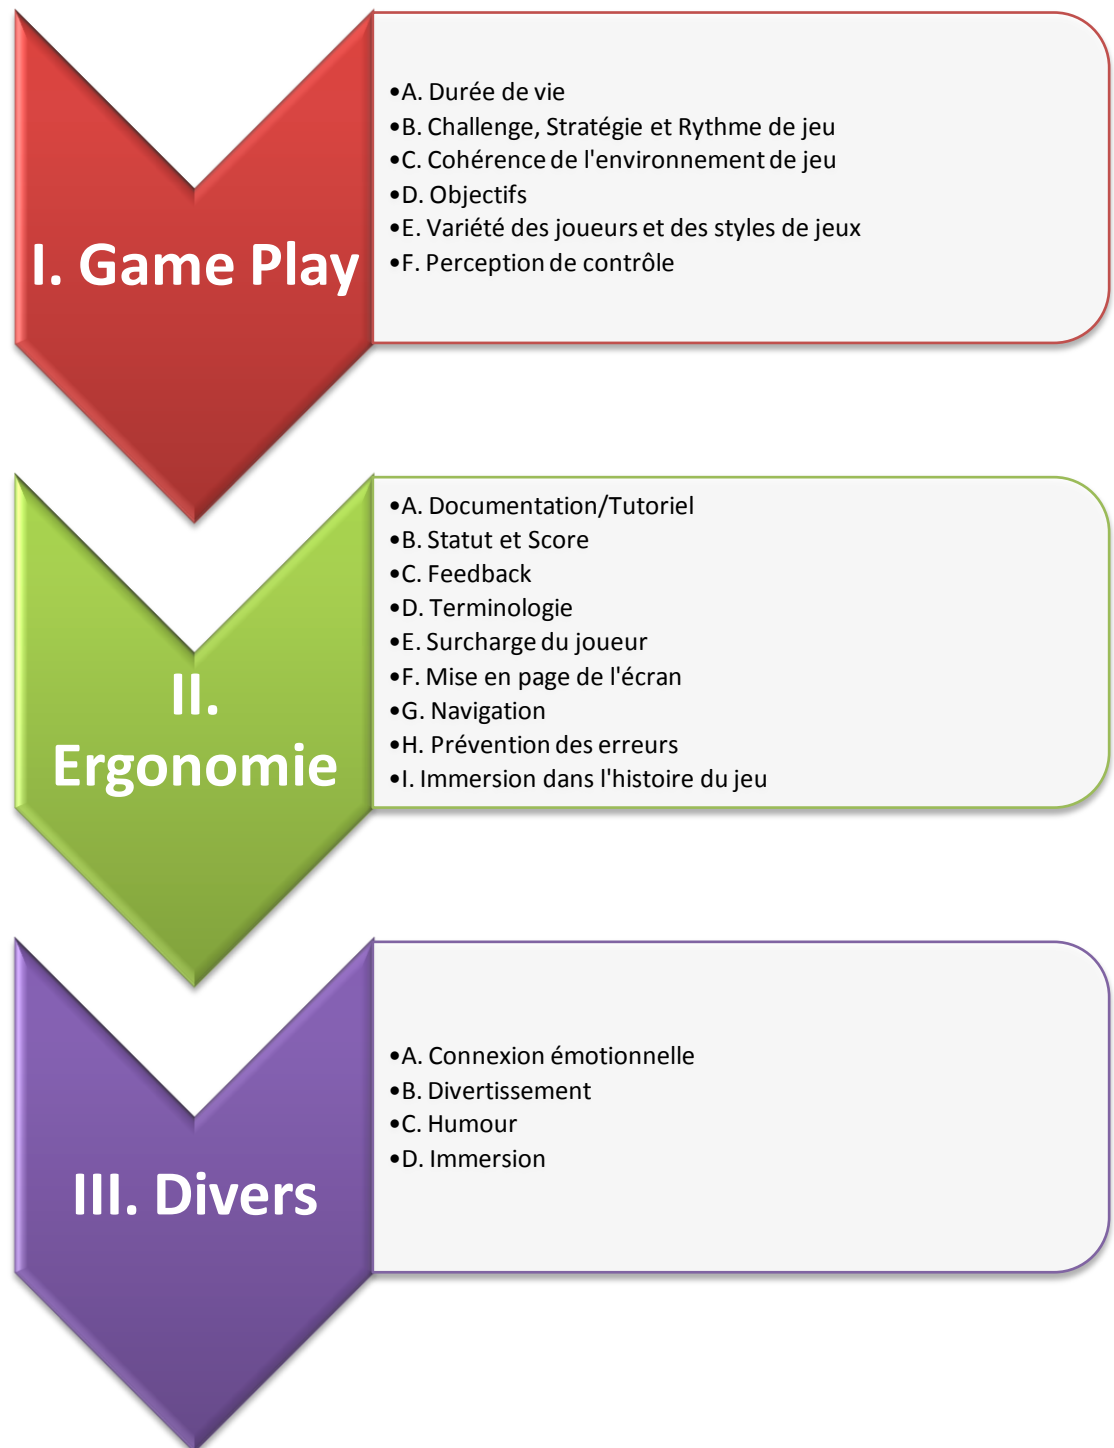 I. Game Play
•A. Durée de vie
•B. Challenge, Stratégie et Rythme de jeu
•C. Cohérence de l'environnement de jeu
•D. Objectifs
•E. Variété des joueurs et des styles de jeux
•F. Perception de contrôle
II.
Ergonomie
•A. Documentation/Tutoriel
•B. Statut et Score
•C. Feedback
•D. Terminologie
•E. Surcharge du joueur
•F. Mise en page de l'écran
•G. Navigation
•H. Prévention des erreurs
•I. Immersion dans l'histoire du jeu
III. Divers
•A. Connexion émotionnelle
•B. Divertissement
•C. Humour
•D. Immersion